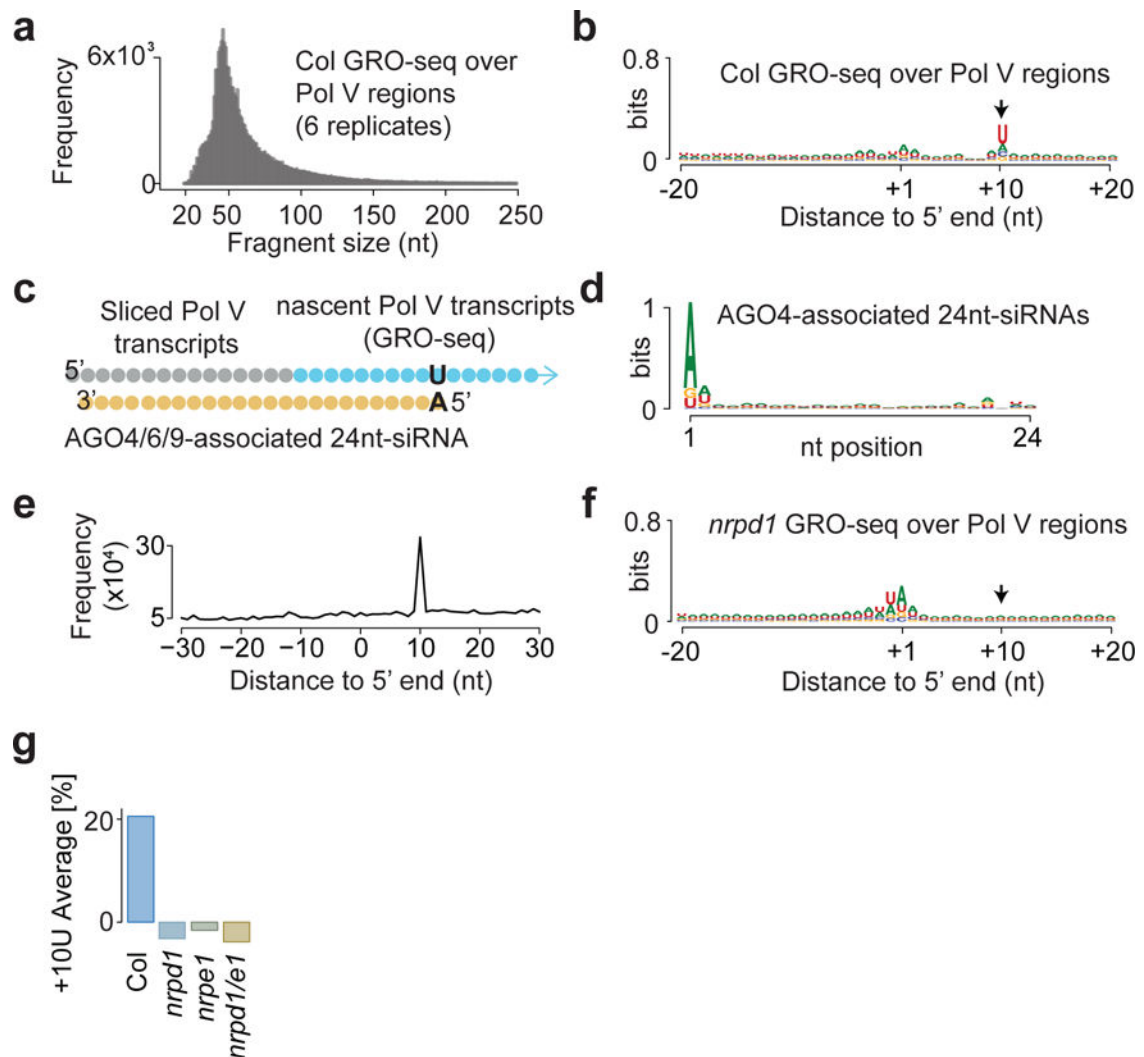 a
6x10³
0
Frequency
Col GRO-seq over
Pol V regions
(6 replicates)
20 50 100 150 200 250
Fragnent size (nt)
b
0.8
0
bits
Col GRO-seq over Pol V regions
U
A
-20 +1 +10 +20
Distance to 5' end (nt)
c
Sliced Pol V
transcripts
nascent Pol V transcripts
(GRO-seq)
5' U
3' A 5'
AGO4/6/9-associated 24nt-siRNA
d
1
0
bits
AGO4-associated 24nt-siRNAs
A
G A
U U
1 24
nt position
e
30
5
Frequency
(x10⁴)
−30 −20 −10 0 10 20 30
Distance to 5' end (nt)
f
0.8
0
bits
nrpd1 GRO-seq over Pol V regions
U A
-20 +1 +10 +20
Distance to 5' end (nt)
g
20
0
+10U Average [%]
Col
nrpd1
nrpe1
nrpd1/e1